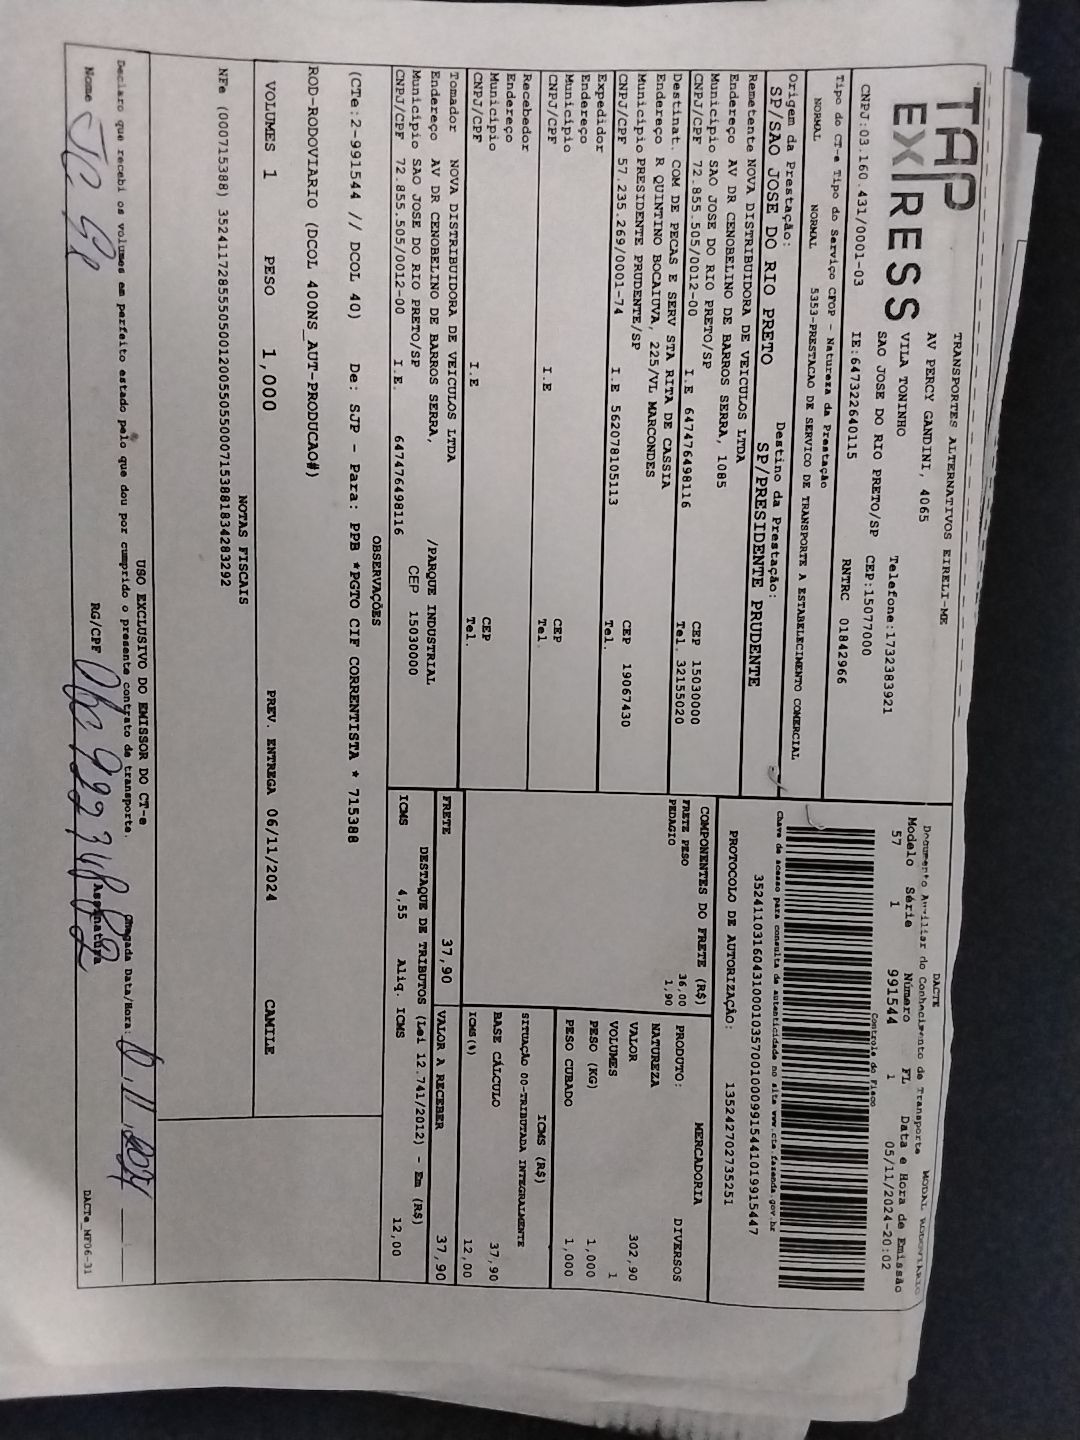 TAP EXPRESS
TRANSPORTES ALTERNATIVOS EIRELI-ME
AV PERCY GANDINI, 4065
VILA TONINHO
Telefone:1732383921
SAO JOSE DO RIO PRETO/SP CEP:15077000
CNPJ:03.160.431/0001-03 IE:647322640115 RNTRC 01842966
DACTE MODAL RODOVIÁRIO
Documento Auxiliar do Conhecimento de Transporte
Modelo Série Número FL Data e Hora de Emissão
57 1 991544 1 05/11/2024-20:02
Controle do Fisco
Tipo do CT-e Tipo do Serviço CFOP - Natureza da Prestação
NORMAL NORMAL 5353-PRESTACAO DE SERVICO DE TRANSPORTE A ESTABELECIMENTO COMERCIAL
Chave de acesso para consulta de autenticidade no site www.cte.fazenda.gov.br
35241103160431000103570010009915441019915447
PROTOCOLO DE AUTORIZAÇÃO: 135242702735251
Origem da Prestação: Destino da Prestação:
SP/SAO JOSE DO RIO PRETO SP/PRESIDENTE PRUDENTE
Remetente NOVA DISTRIBUIDORA DE VEICULOS LTDA
Endereço AV DR CENOBELINO DE BARROS SERRA, 1085
Município SAO JOSE DO RIO PRETO/SP CEP 15030000
CNPJ/CPF 72.855.505/0012-00 I.E 647476498116 Tel. 32155020
Destinat. COM DE PECAS E SERV STA RITA DE CASSIA
Endereço R QUINTINO BOCAIUVA, 225/VL MARCONDES
Município PRESIDENTE PRUDENTE/SP CEP 19067430
CNPJ/CPF 57.235.269/0001-74 I.E 562078105113 Tel.
Expedidor
Endereço
Município CEP
CNPJ/CPF I.E Tel.
Recebedor
Endereço
Município CEP
CNPJ/CPF I.E Tel.
Tomador NOVA DISTRIBUIDORA DE VEICULOS LTDA
Endereço AV DR CENOBELINO DE BARROS SERRA, /PARQUE INDUSTRIAL
Município SAO JOSE DO RIO PRETO/SP CEP 15030000
CNPJ/CPF 72.855.505/0012-00 I.E. 647476498116
COMPONENTES DO FRETE (R$)
FRETE PESO 36,00
PEDAGIO 1,90
PRODUTO: MERCADORIA DIVERSOS
NATUREZA
VALOR 302,90
VOLUMES 1
PESO (KG) 1,000
PESO CUBADO 1,000
ICMS (R$)
SITUAÇÃO 00-TRIBUTADA INTEGRALMENTE
BASE CÁLCULO 37,90
ICMS(%) 12,00
FRETE 37,90 VALOR A RECEBER 37,90
DESTAQUE DE TRIBUTOS (Lei 12.741/2012) - Em (R$)
ICMS 4,55 Aliq. ICMS 12,00
OBSERVAÇÕES
(CTe:2-991544 // DCOL 40) De: SJP - Para: PPB *PGTO CIF CORRENTISTA * 715388
ROD-RODOVIARIO (DCOL 400NS_AUT-PRODUCAO#)
VOLUMES 1 PESO 1,000 PREV. ENTREGA 06/11/2024 CAMILE
NOTAS FISCAIS
NFe (000715388) 35241172855505001200550550007153881834283292
USO EXCLUSIVO DO EMISSOR DO CT-e
Declaro que recebi os volumes em perfeito estado pelo que dou por cumprido o presente contrato de transporte. Chegada Data/Hora:
Nome RG/CPF Assinatura
DACTe_MF06-31